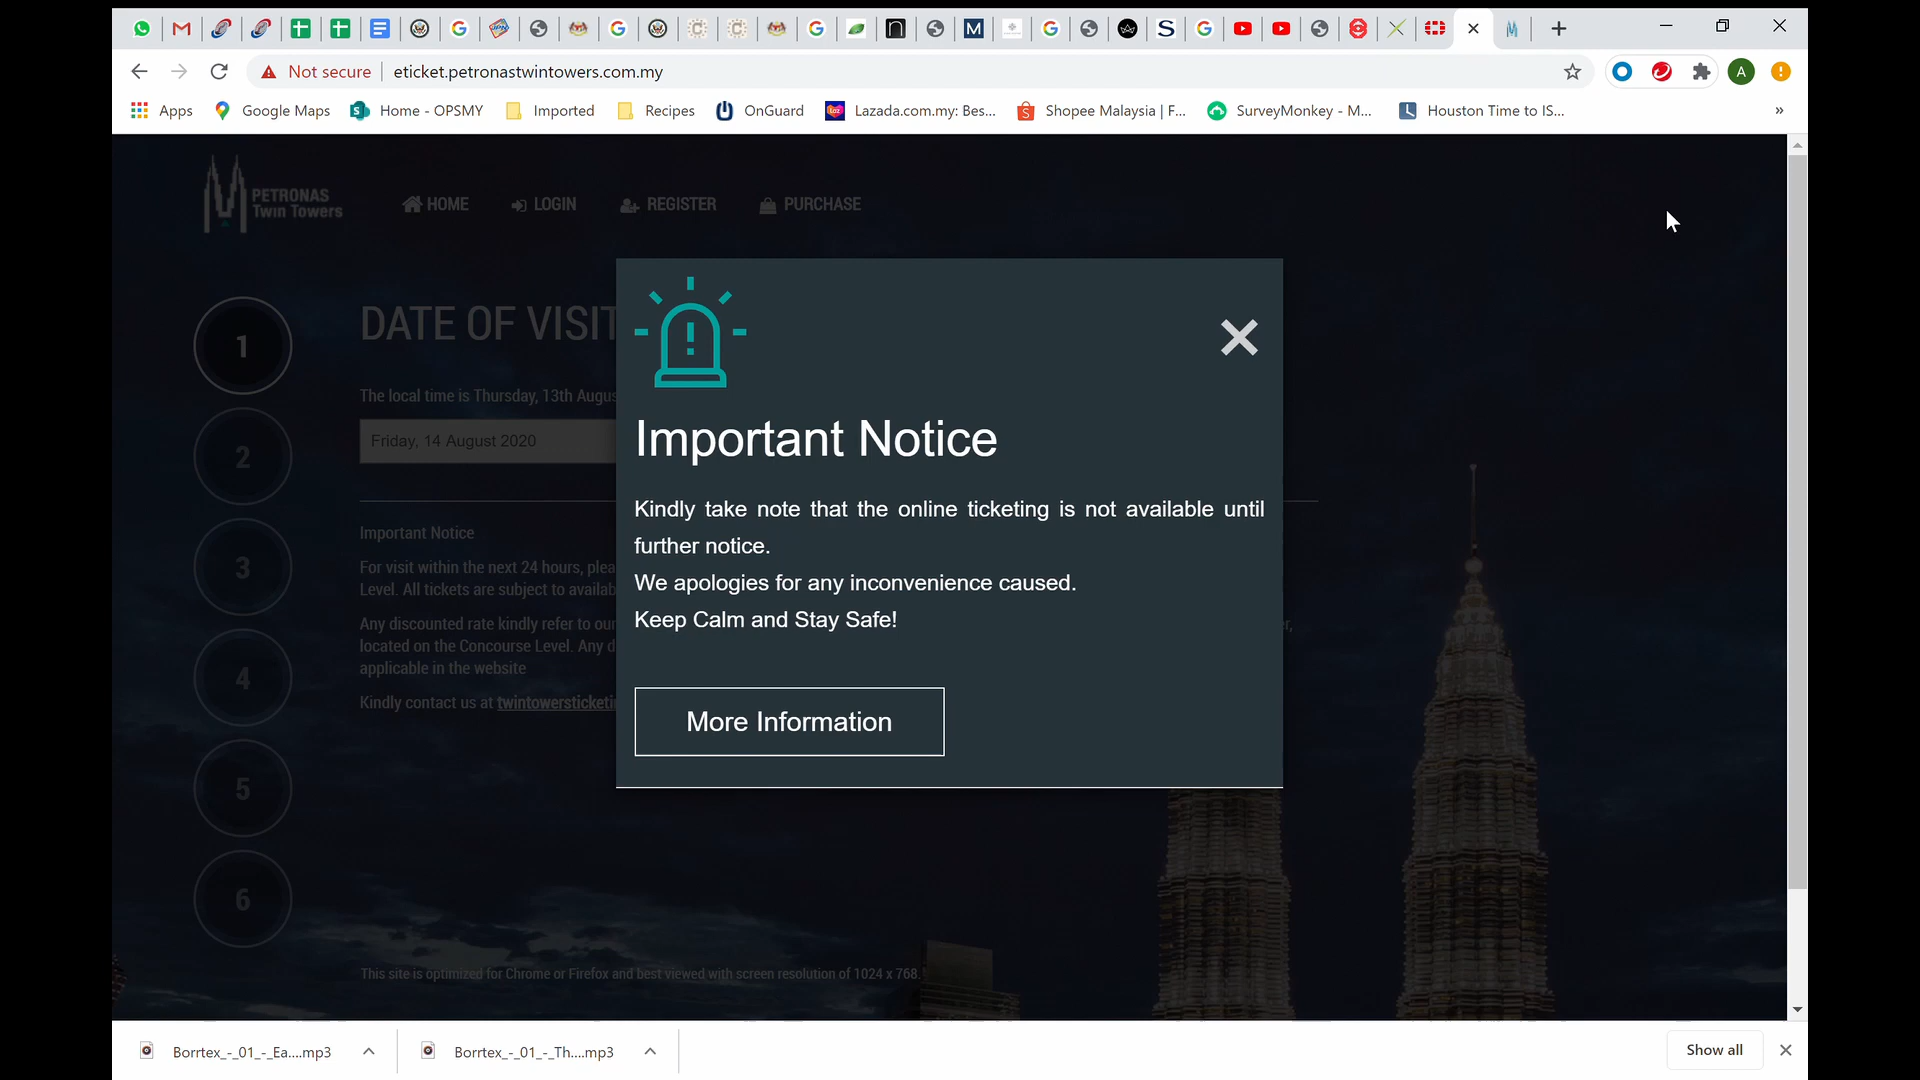 Not secure
eticket.petronastwintowers.com.my
A
Apps
Google Maps
Home - OPSMY
Imported
Recipes
OnGuard
Lazada.com.my: Bes...
Shopee Malaysia | F...
SurveyMonkey - M...
Houston Time to IS...
»
PETRONAS
Twin Towers
HOME
LOGIN
REGISTER
PURCHASE
1
2
3
4
5
6
DATE OF VISIT
The local time is Thursday, 13th Augus
Friday, 14 August 2020
Important Notice
For visit within the next 24 hours, plea
Level. All tickets are subject to availab
Any discounted rate kindly refer to our
located on the Concourse Level. Any d
applicable in the website
Kindly contact us at twintowersticketi
Important Notice
Kindly take note that the online ticketing is not available until
further notice.
We apologies for any inconvenience caused.
Keep Calm and Stay Safe!
More Information
This site is optimized for Chrome or Firefox and best viewed with screen resolution of 1024 x 768.
Borrtex_-_01_-_Ea....mp3
Borrtex_-_01_-_Th....mp3
Show all